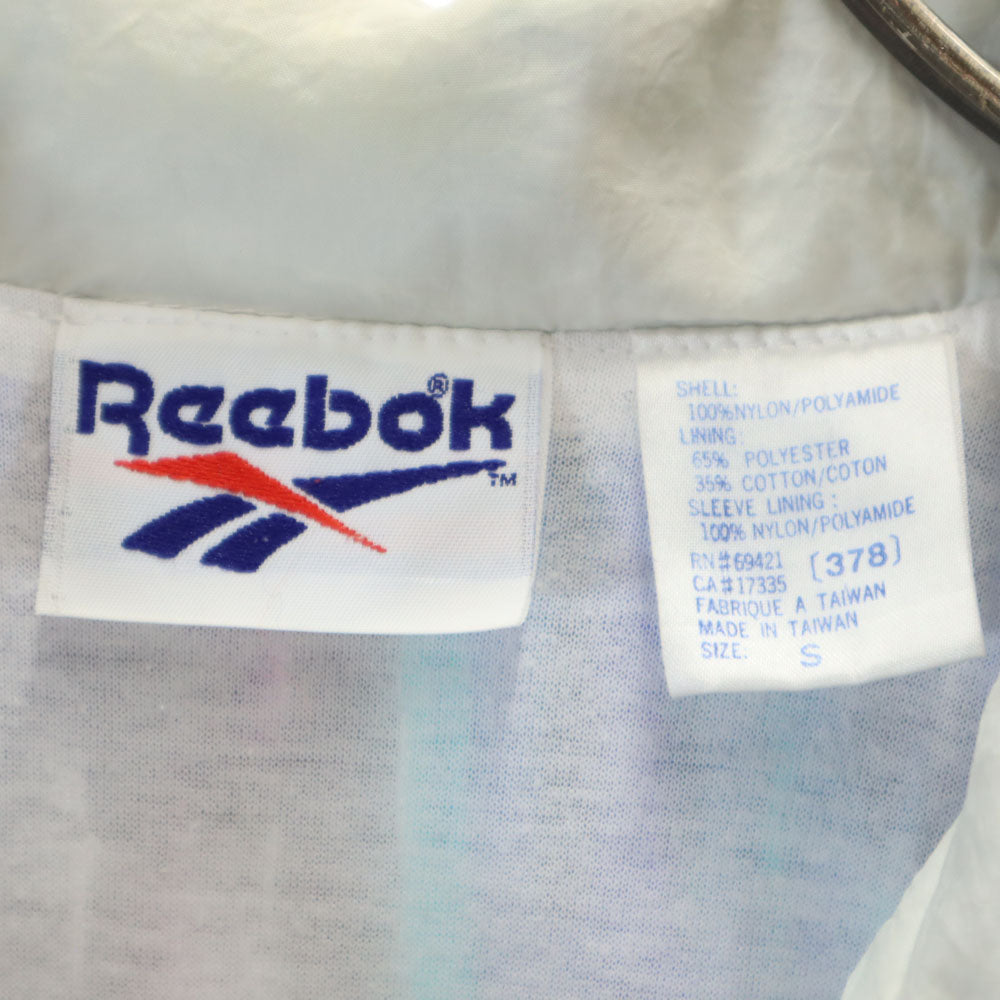 Reebok®
TM
SHELL:
100%NYLON/POLYAMIDE
LINING:
65% POLYESTER
35% COTTON/COTON
SLEEVE LINING :
100% NYLON/POLYAMIDE
RN#69421 [378]
CA#17335
FABRIQUE A TAIWAN
MADE IN TAIWAN
SIZE: S